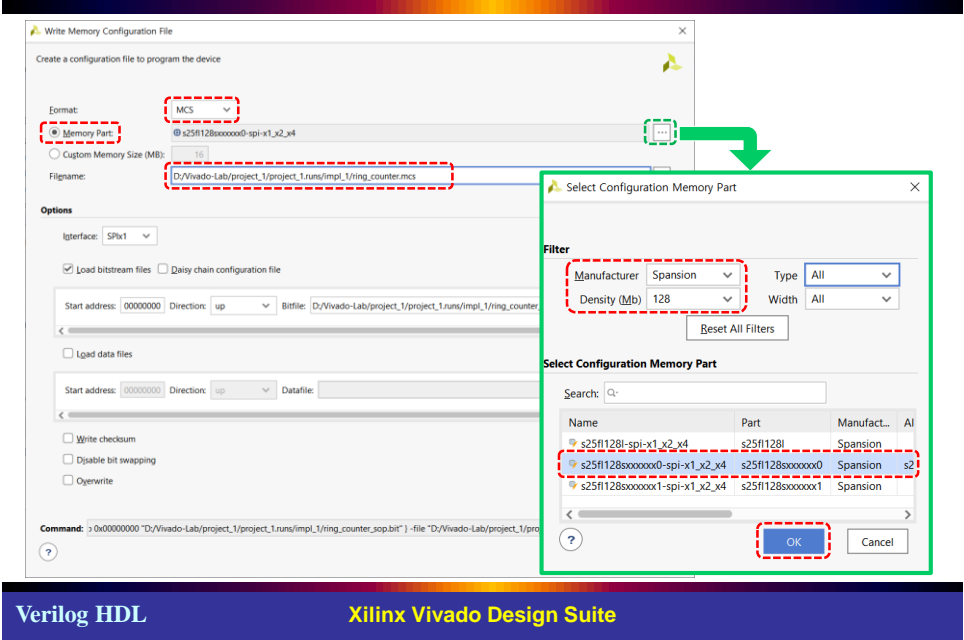 Write Memory Configuration File
Create a configuration file to program the device
Format: MCS
Memory Part: s25fl128sxxxxxx0-spi-x1_x2_x4 ...
Custom Memory Size (MB): 16
Filename: D:/Vivado-Lab/project_1/project_1.runs/impl_1/ring_counter.mcs
Options
Interface: SPIx1
Load bitstream files Daisy chain configuration file
Start address: 00000000 Direction: up Bitfile: D:/Vivado-Lab/project_1/project_1.runs/impl_1/ring_counter_
Load data files
Start address: 00000000 Direction: up Datafile:
Write checksum
Disable bit swapping
Overwrite
Command: 0x00000000 "D:/Vivado-Lab/project_1/project_1.runs/impl_1/ring_counter_sop.bit" } -file "D:/Vivado-Lab/project_1/pro
?
Select Configuration Memory Part
Filter
Manufacturer Spansion Type All
Density (Mb) 128 Width All
Reset All Filters
Select Configuration Memory Part
Search: Q-
Name Part Manufact... Al
s25fl128l-spi-x1_x2_x4 s25fl128l Spansion
s25fl128sxxxxxx0-spi-x1_x2_x4 s25fl128sxxxxxx0 Spansion s2
s25fl128sxxxxxx1-spi-x1_x2_x4 s25fl128sxxxxxx1 Spansion
? OK Cancel
Verilog HDL Xilinx Vivado Design Suite